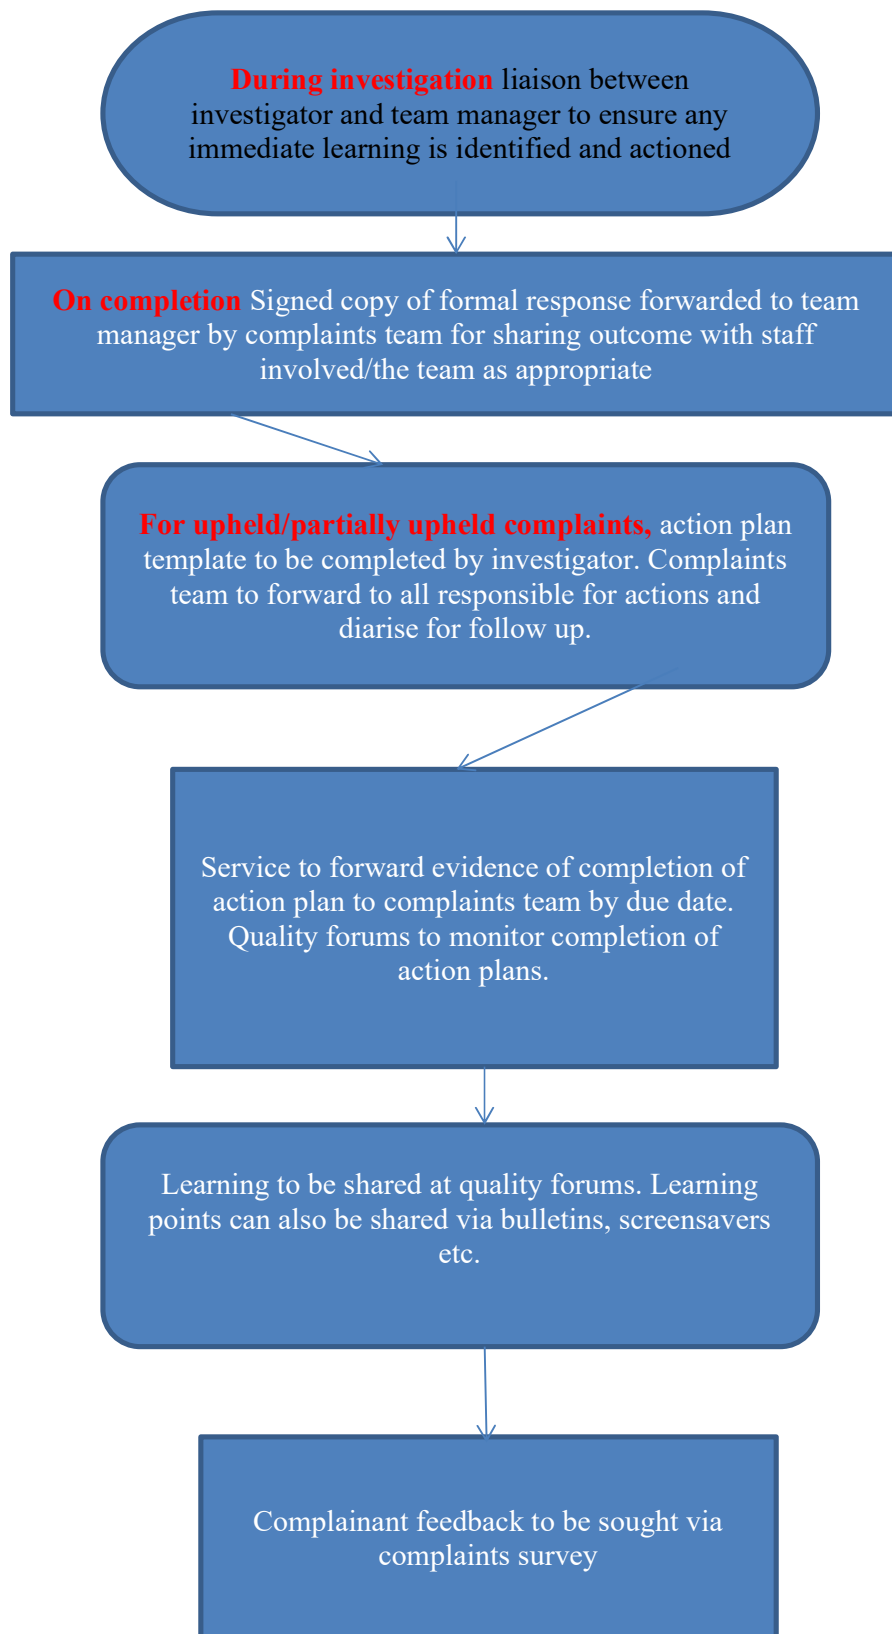 During investigation liaison between
investigator and team manager to ensure any
immediate learning is identified and actioned
On completion Signed copy of formal response forwarded to team
manager by complaints team for sharing outcome with staff
involved/the team as appropriate
For upheld/partially upheld complaints, action plan
template to be completed by investigator. Complaints
team to forward to all responsible for actions and
diarise for follow up.
Service to forward evidence of completion of
action plan to complaints team by due date.
Quality forums to monitor completion of
action plans.
Learning to be shared at quality forums. Learning
points can also be shared via bulletins, screensavers
etc.
Complainant feedback to be sought via
complaints survey